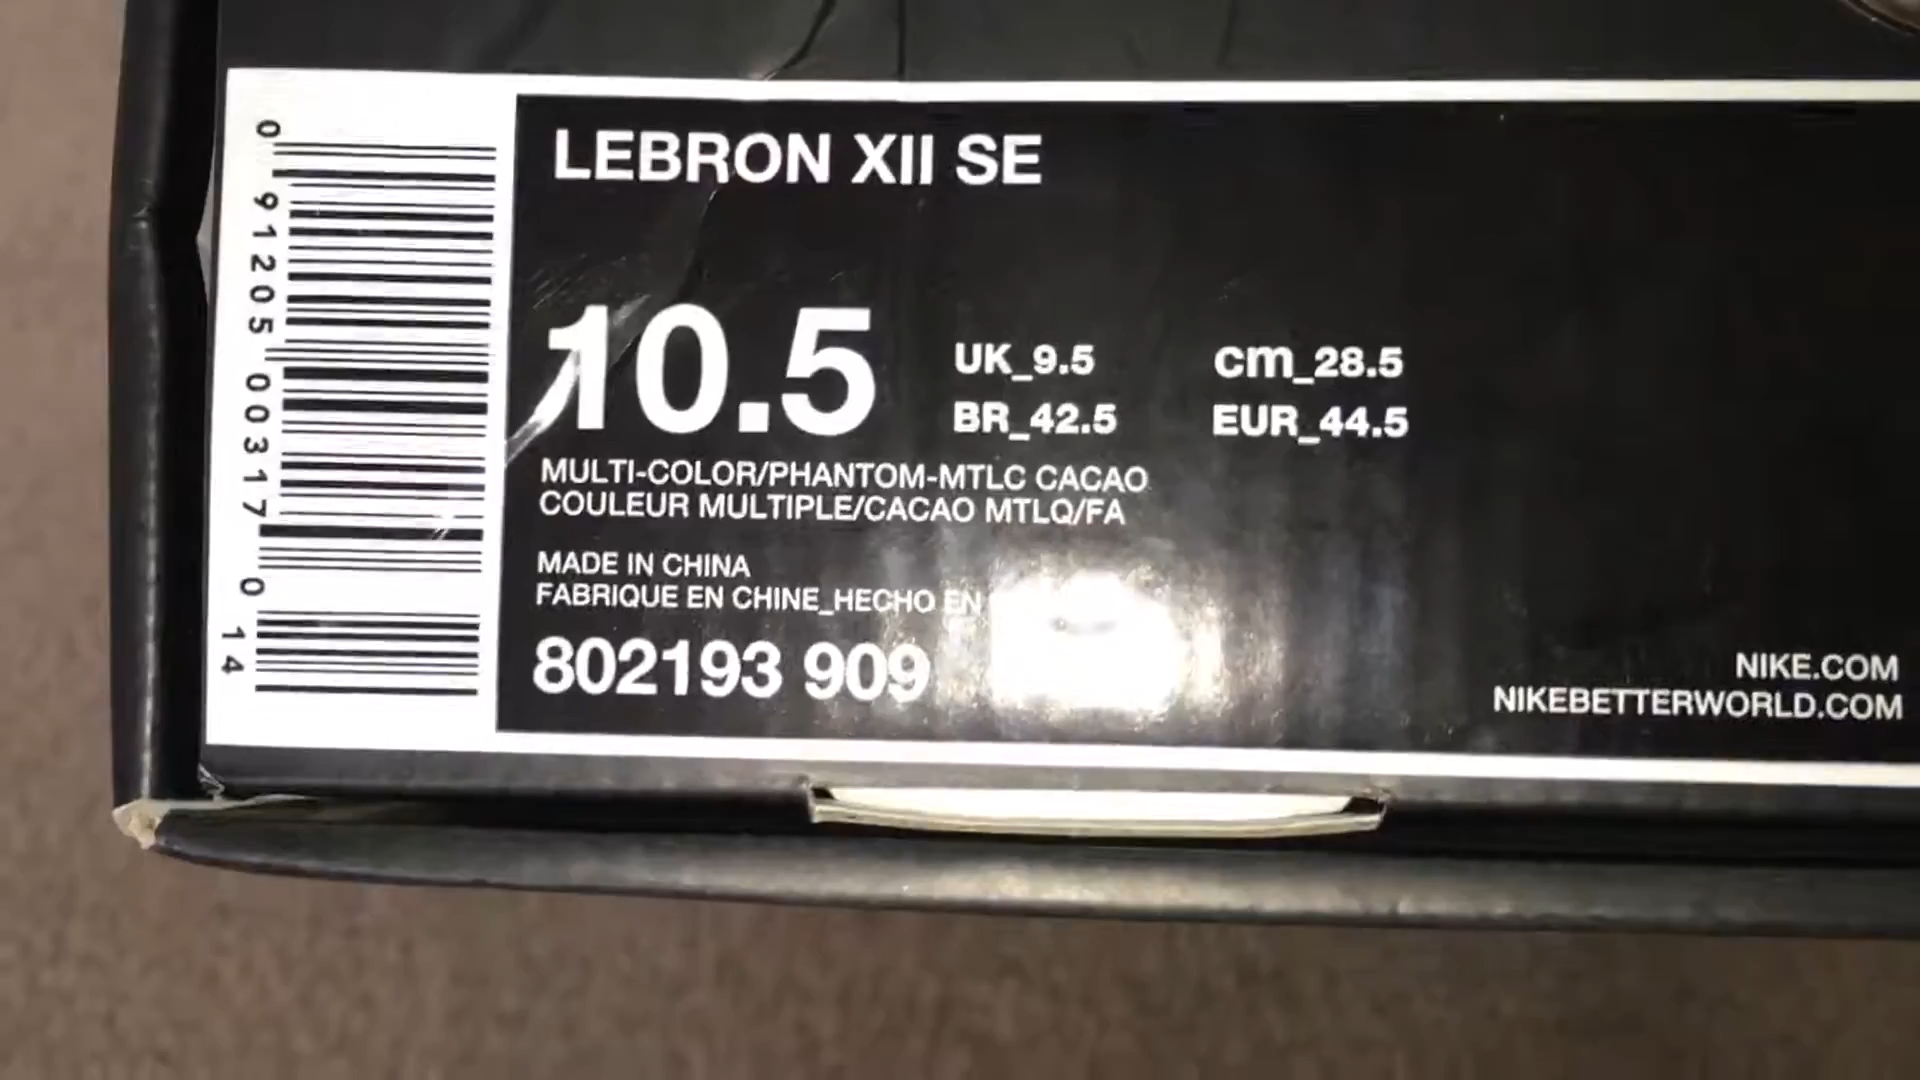 LEBRON XII SE
10.5
UK_9.5 cm_28.5
BR_42.5 EUR_44.5
MULTI-COLOR/PHANTOM-MTLC CACAO
COULEUR MULTIPLE/CACAO MTLQ/FA
MADE IN CHINA
FABRIQUE EN CHINE_HECHO EN
802193 909
NIKE.COM
NIKEBETTERWORLD.COM
0 91205 00317 0 14